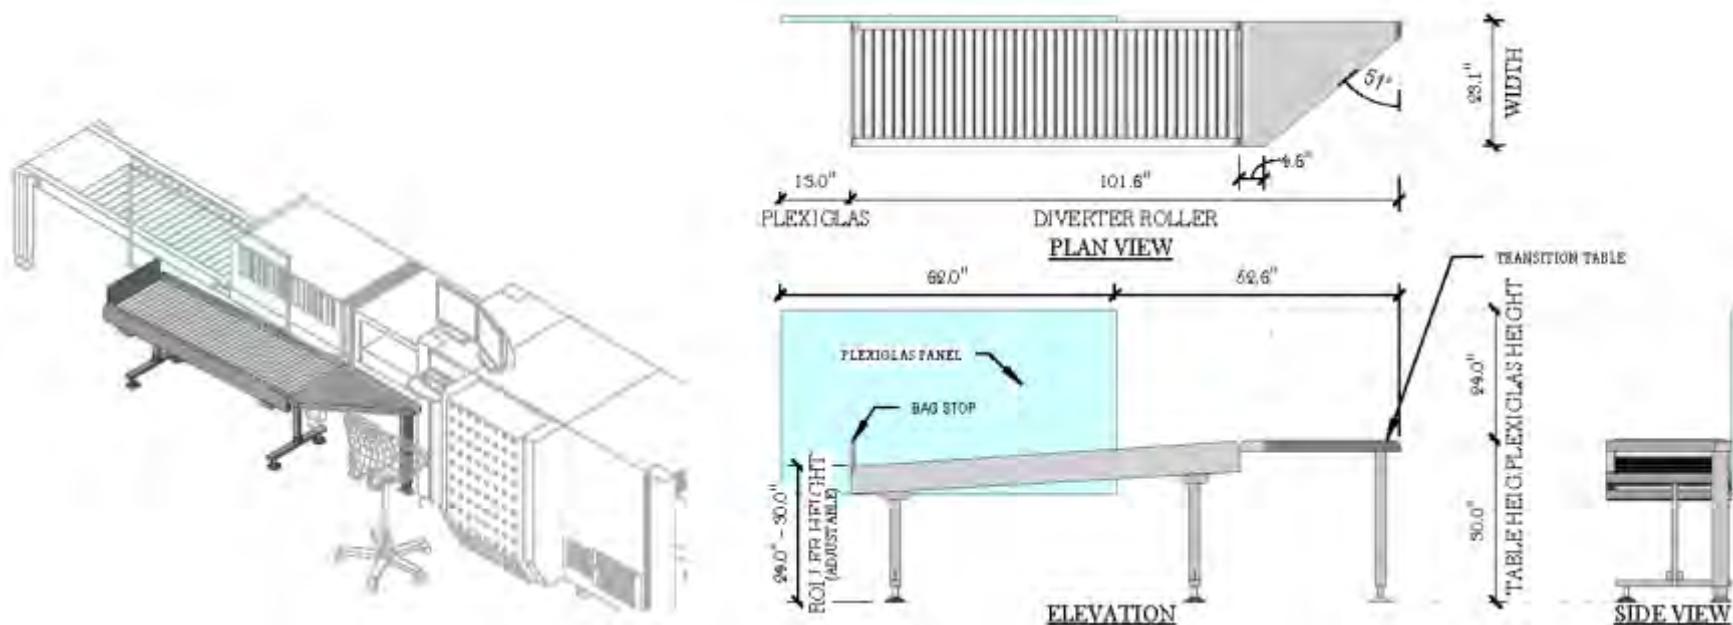 51°
23.1"
WIDTH
4.6"
13.0"
101.6"
PLEXIGLAS
DIVERTER ROLLER
PLAN VIEW
62.0"
52.6"
TRANSITION TABLE
PLEXIGLAS PANEL
BAG STOP
24.0"
PLEXIGLAS HEIGHT
30.0"
TABLE HEIGHT
24.0" - 30.0"
ROLLER HEIGHT
(ADJUSTABLE)
ELEVATION
SIDE VIEW